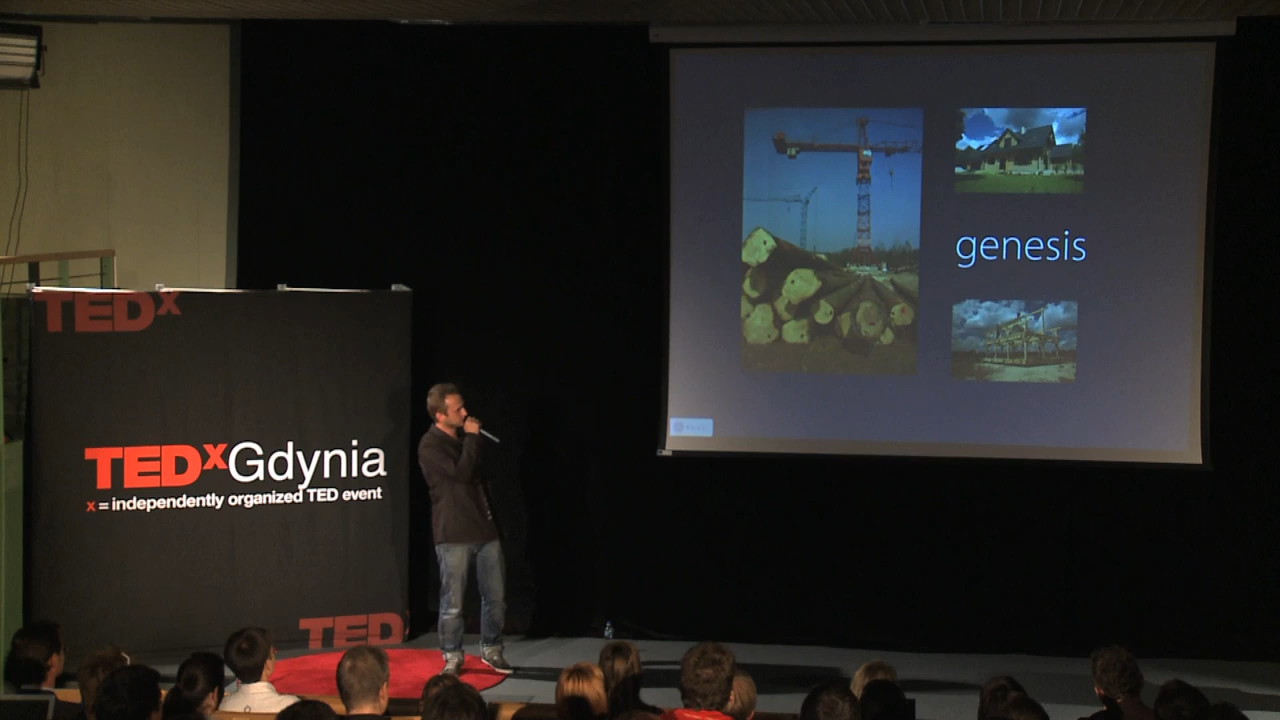 TEDx
TEDxGdynia
x = independently organized TED event
TED
genesis